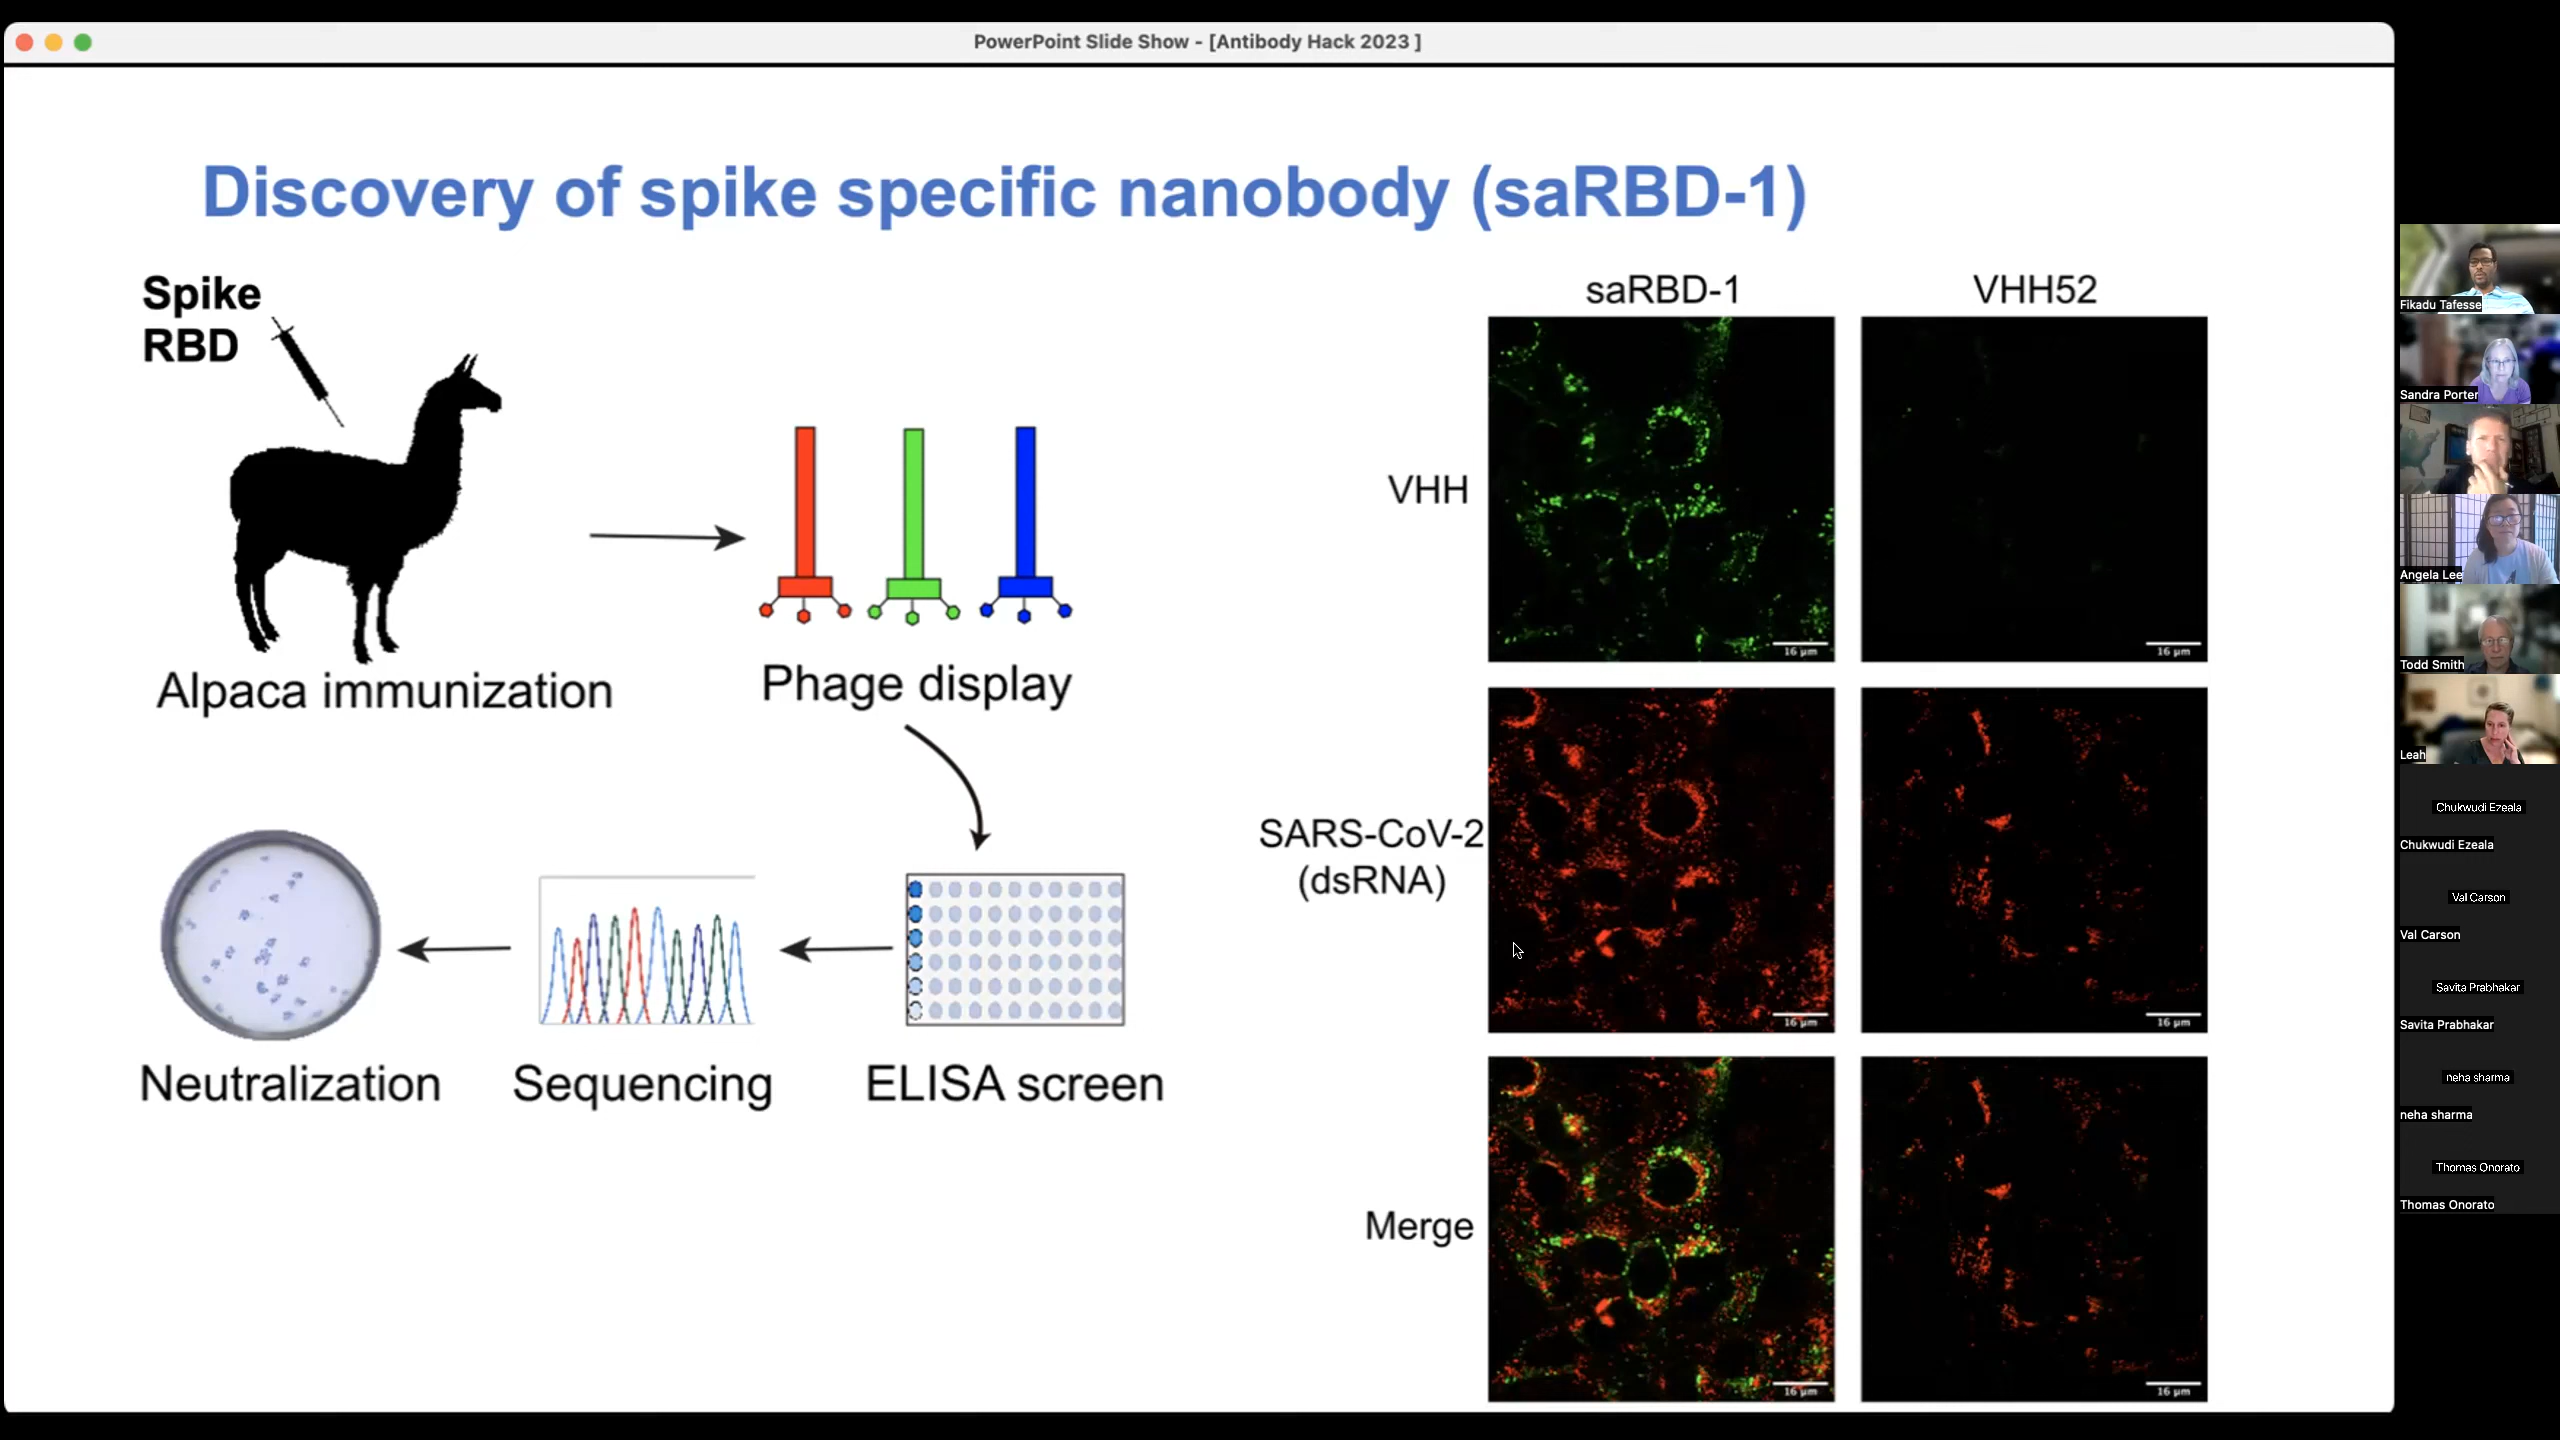 PowerPoint Slide Show - [Antibody Hack 2023 ]
Discovery of spike specific nanobody (saRBD-1)
Spike
RBD
Alpaca immunization
Phage display
Neutralization
Sequencing
ELISA screen
saRBD-1
VHH52
VHH
16 µm
16 µm
SARS-CoV-2
(dsRNA)
16 µm
16 µm
Merge
16 µm
16 µm
Fikadu Tafesse
Sandra Porter
Angela Lee
Todd Smith
Leah
Chukwudi Ezeala
Chukwudi Ezeala
Val Carson
Val Carson
Savita Prabhakar
Savita Prabhakar
neha sharma
neha sharma
Thomas Onorato
Thomas Onorato